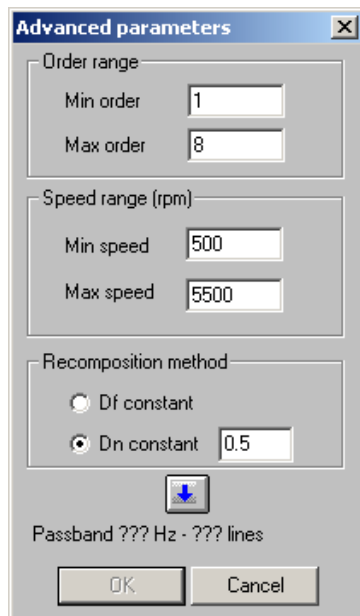 Advanced parameters
Order range
Min order 1
Max order 8
Speed range (rpm)
Min speed 500
Max speed 5500
Recomposition method
Df constant
Dn constant 0.5
Passband ??? Hz - ??? lines
OK Cancel